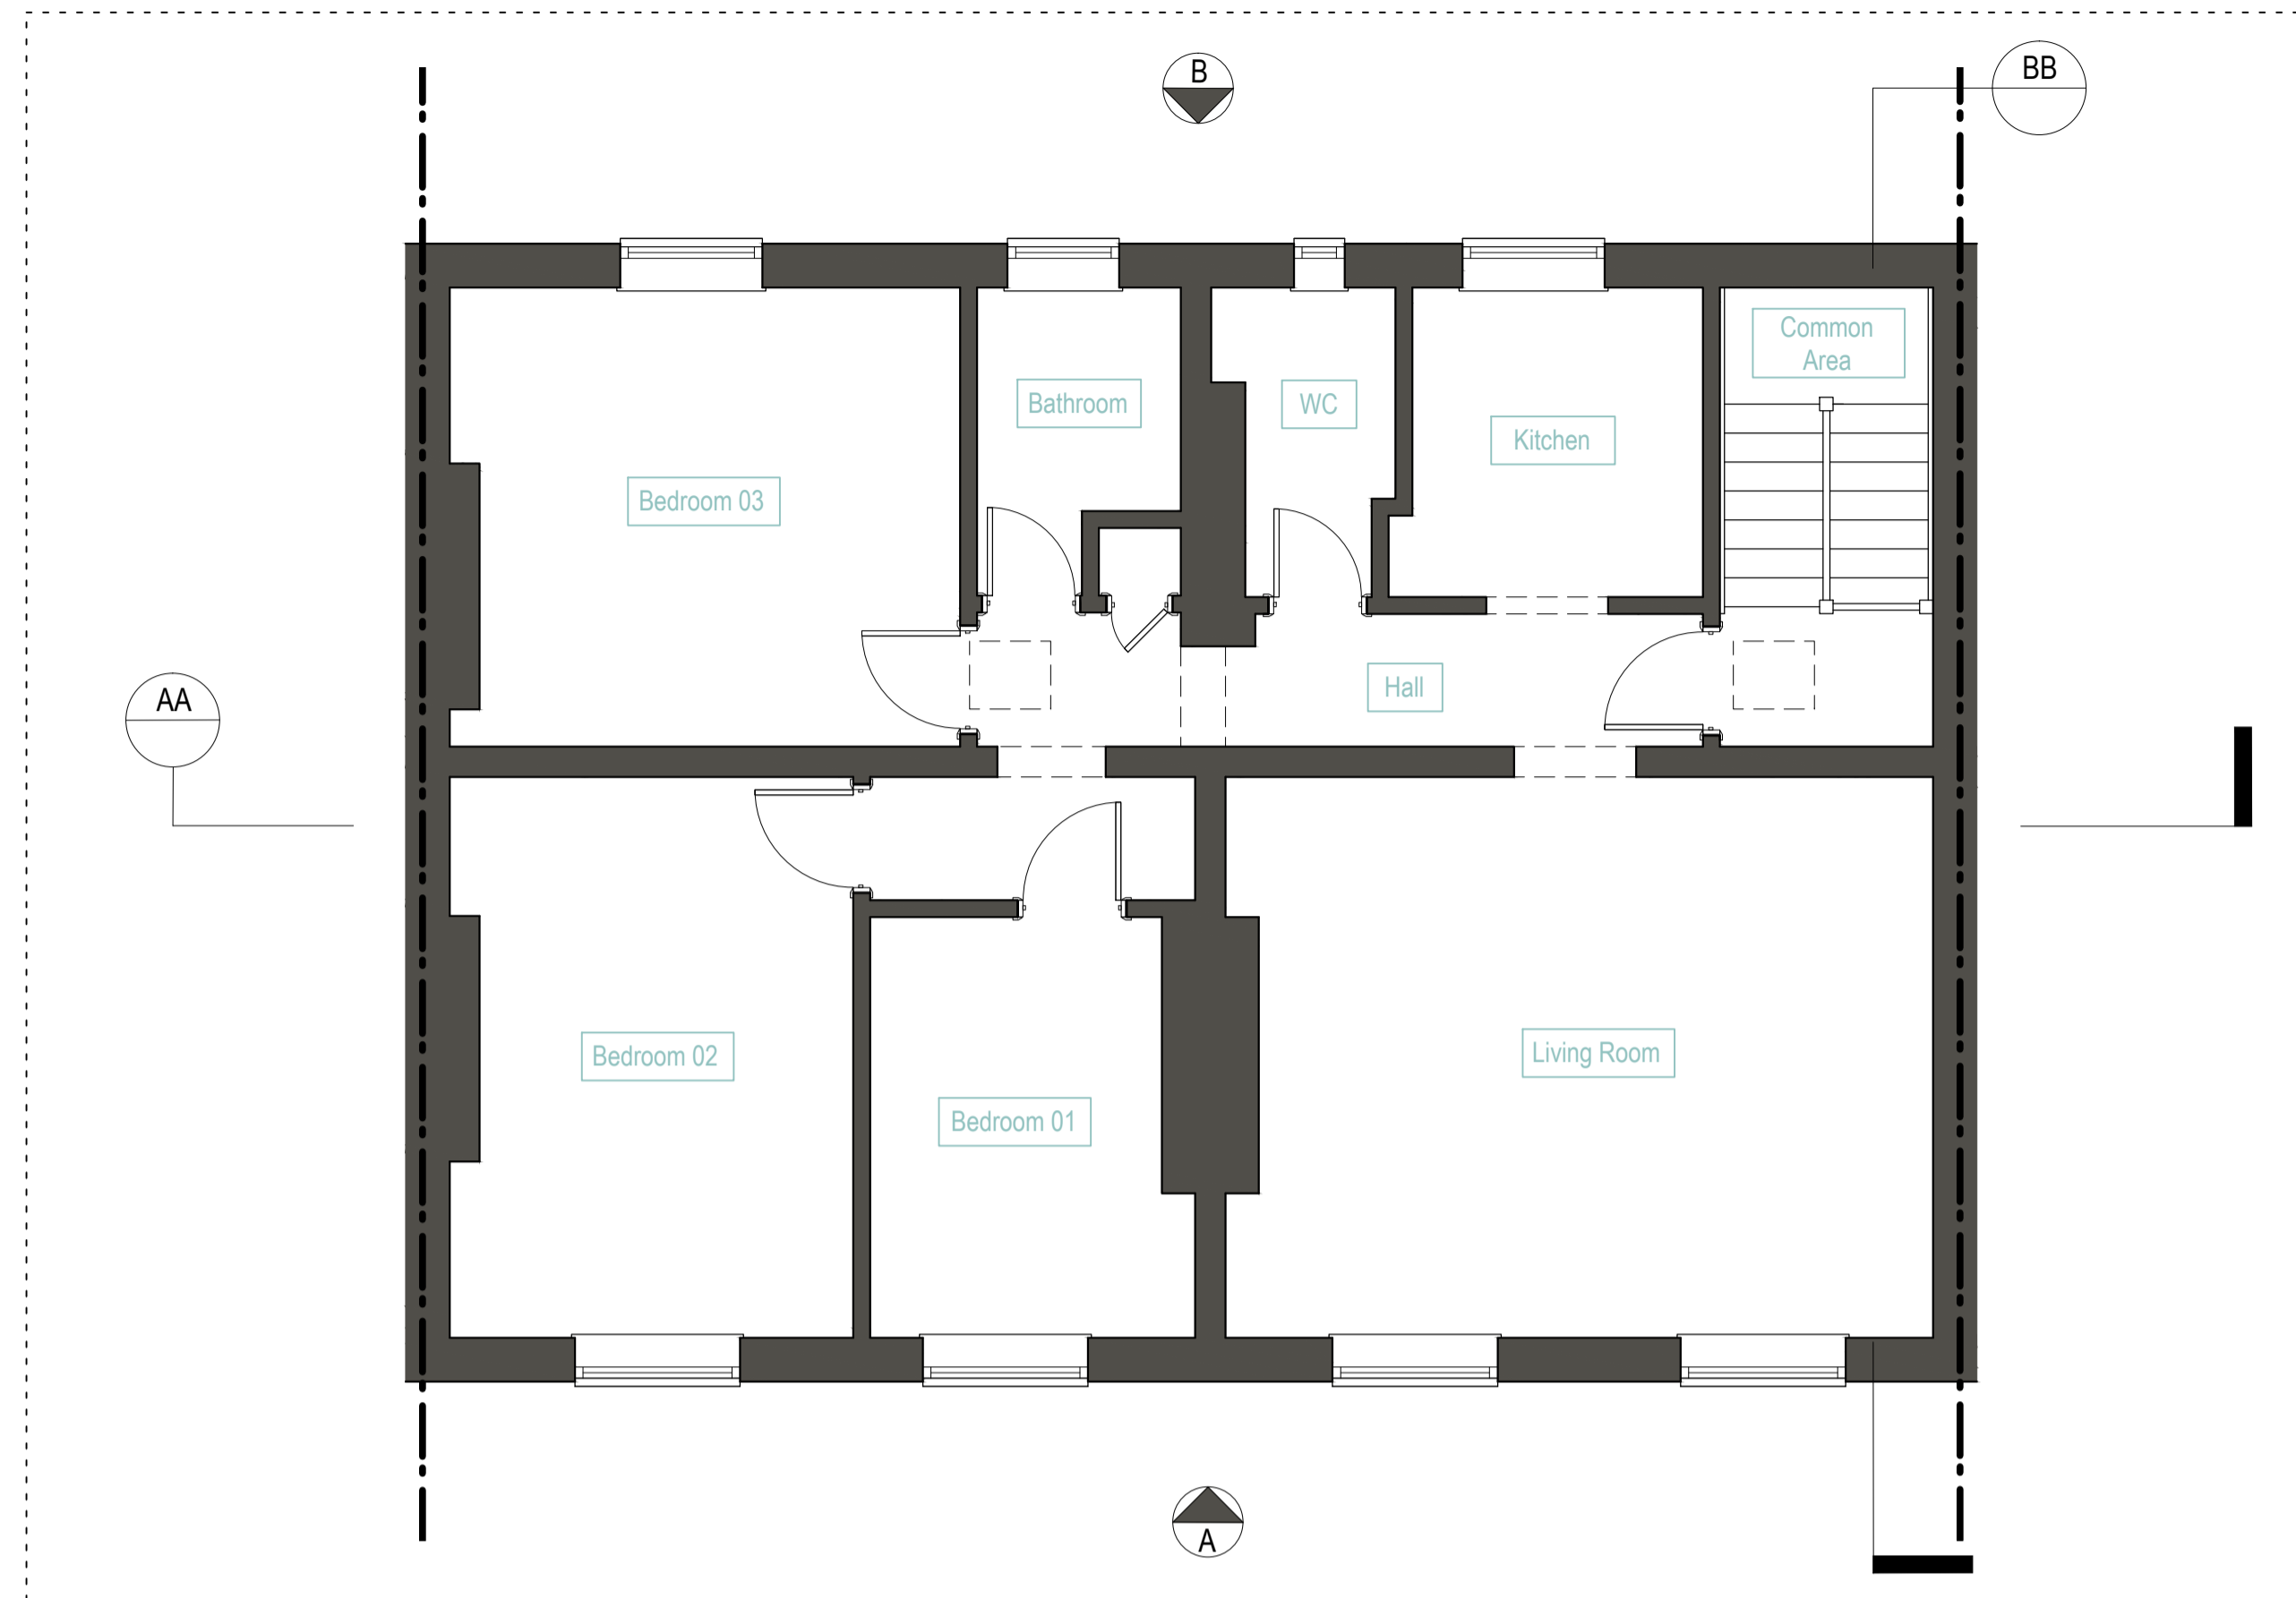 B
BB
Common
Area
Bathroom
WC
Kitchen
Bedroom 03
Hall
AA
Bedroom 02
Living Room
Bedroom 01
A